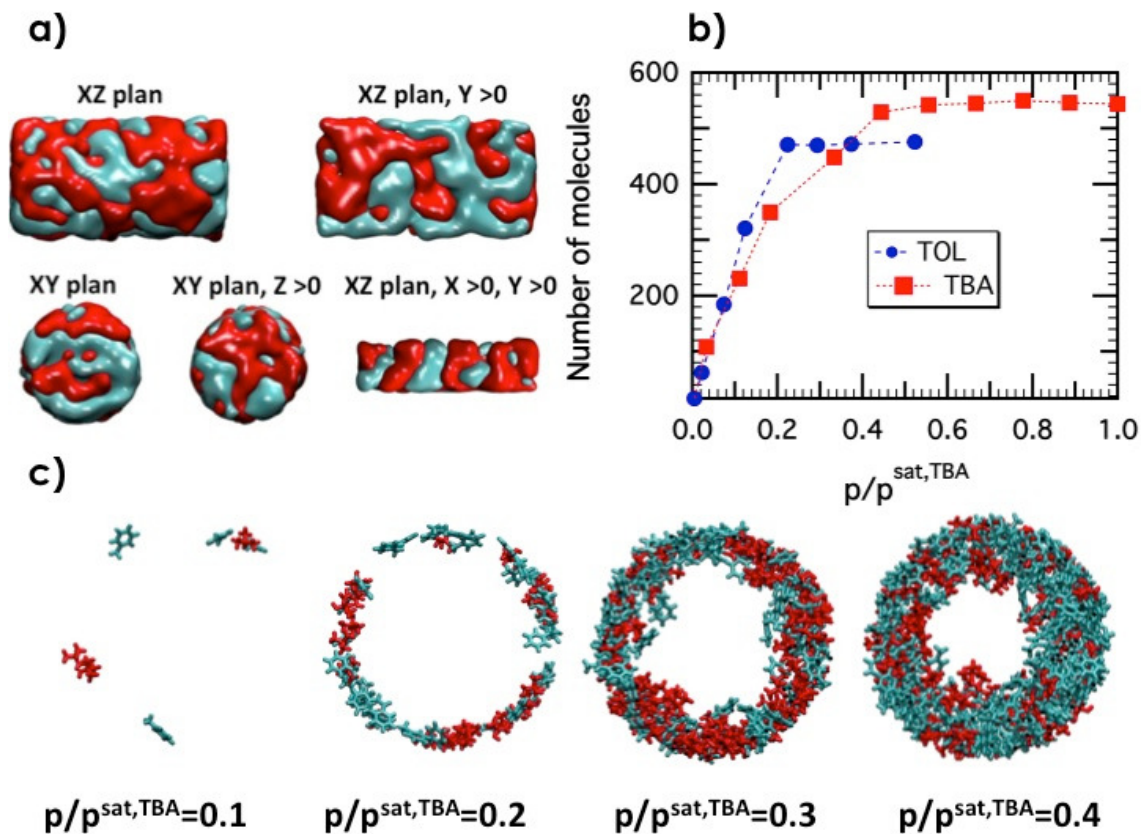 a)
XZ plan
XZ plan, Y >0
XY plan
XY plan, Z >0
XZ plan, X >0, Y >0
b)
Number of molecules
600
400
200
TOL
TBA
0.0 0.2 0.4 0.6 0.8 1.0
p/p^sat,TBA
c)
p/p^sat,TBA=0.1
p/p^sat,TBA=0.2
p/p^sat,TBA=0.3
p/p^sat,TBA=0.4